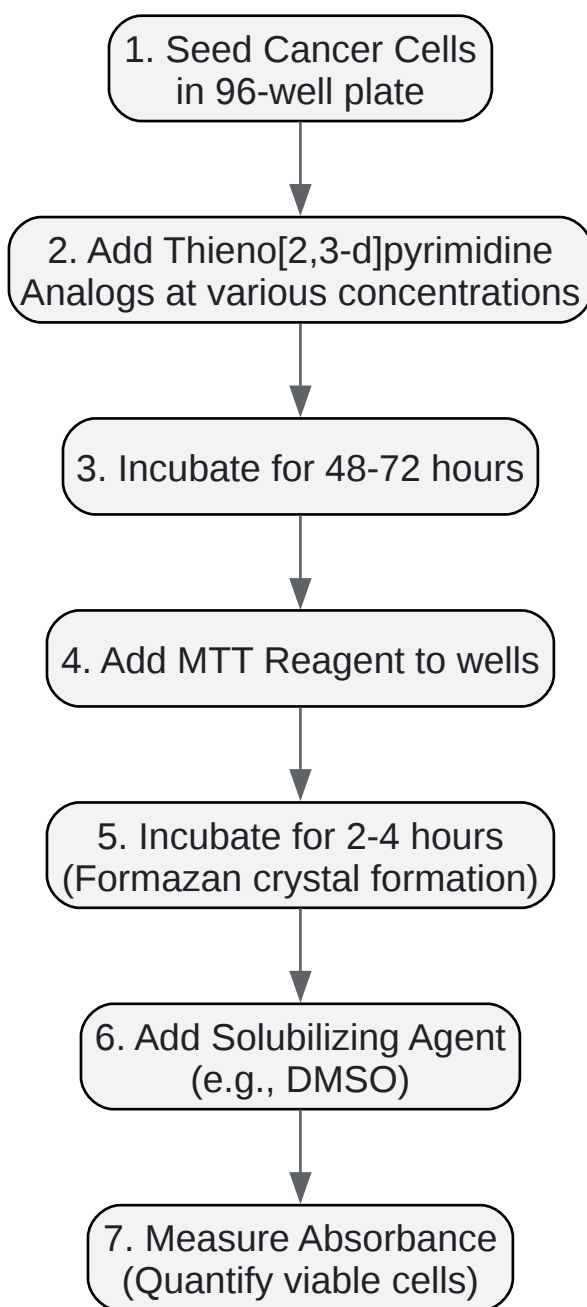 1. Seed Cancer Cells
in 96-well plate
2. Add Thieno[2,3-d]pyrimidine
Analogs at various concentrations
3. Incubate for 48-72 hours
4. Add MTT Reagent to wells
5. Incubate for 2-4 hours
(Formazan crystal formation)
6. Add Solubilizing Agent
(e.g., DMSO)
7. Measure Absorbance
(Quantify viable cells)